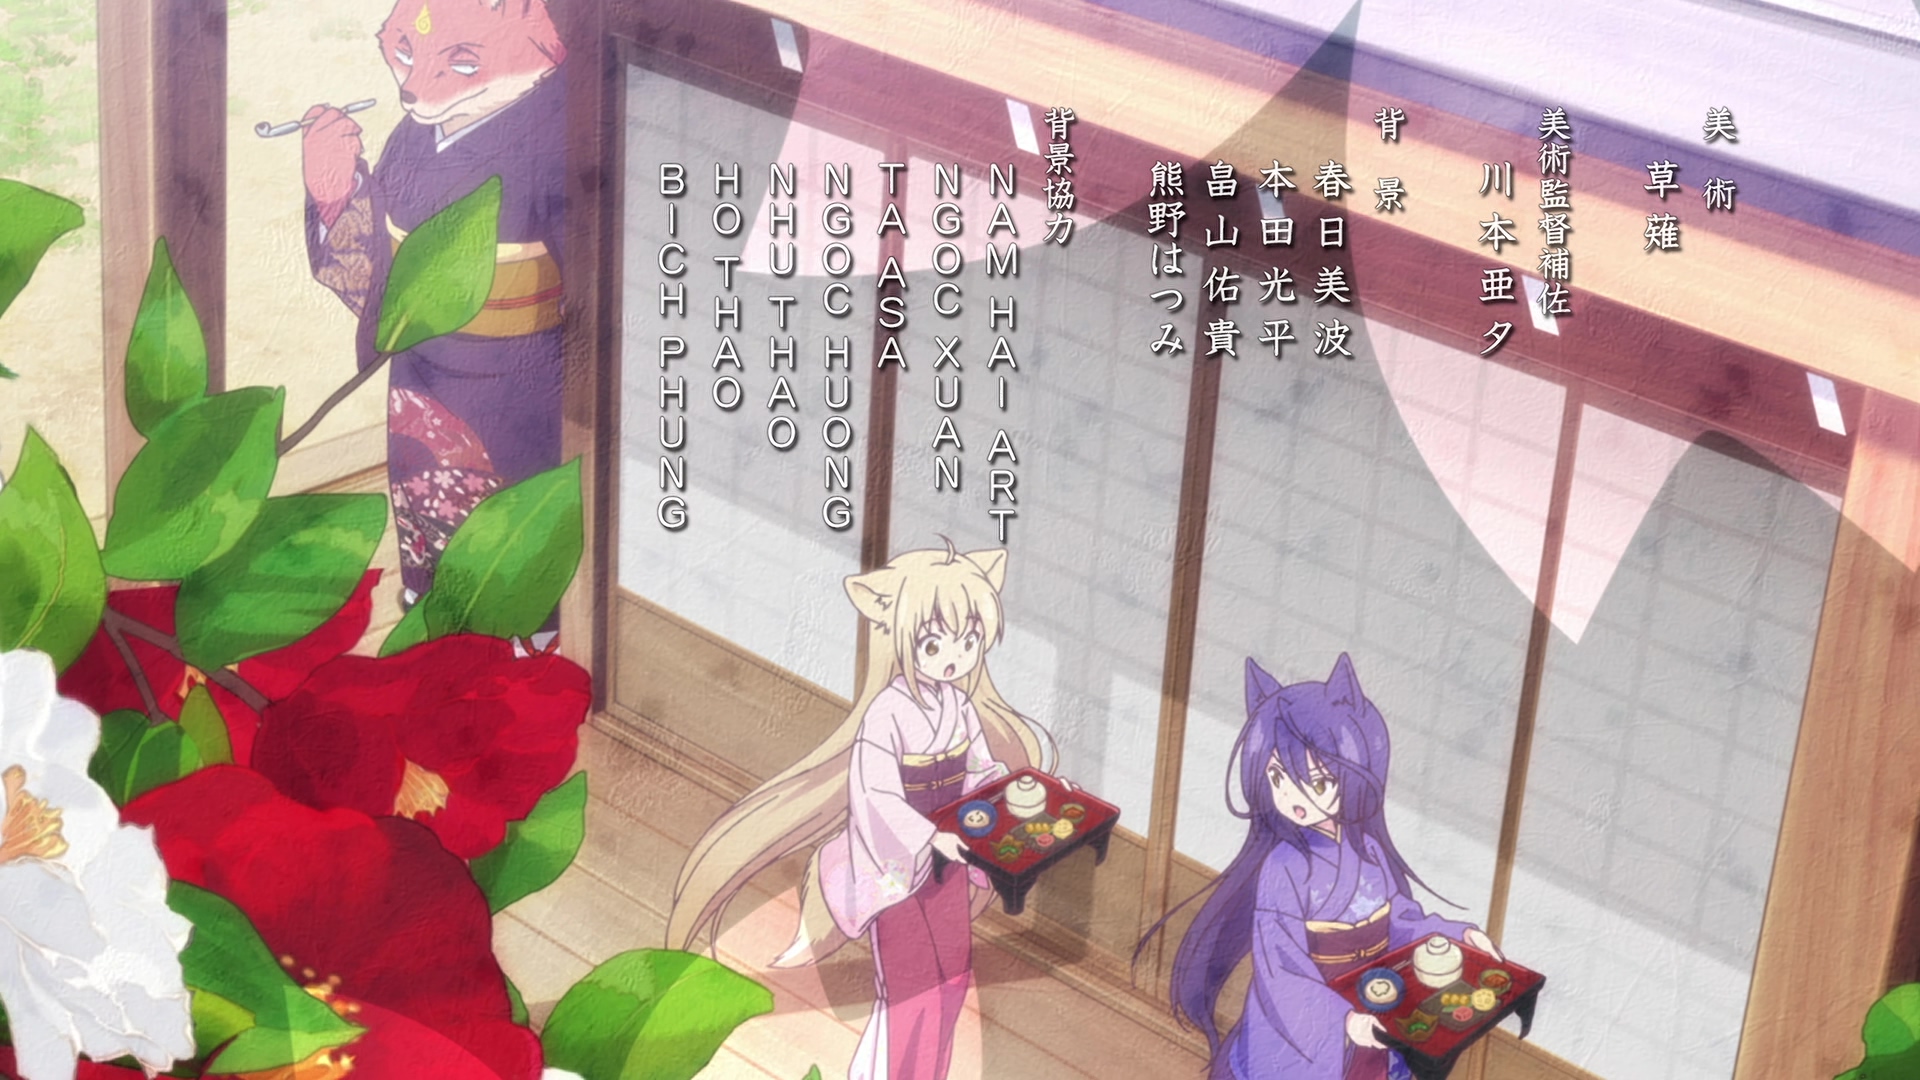 美術
草薙
美術監督補佐
川本亜夕
背景
春日美波
本田光平
畠山佑貴
熊野はつみ
背景協力
NAM HAI ART
NGOC XUAN
TA ASA
NGOC HUONG
NHU THAO
HO THAO
BICH PHUNG